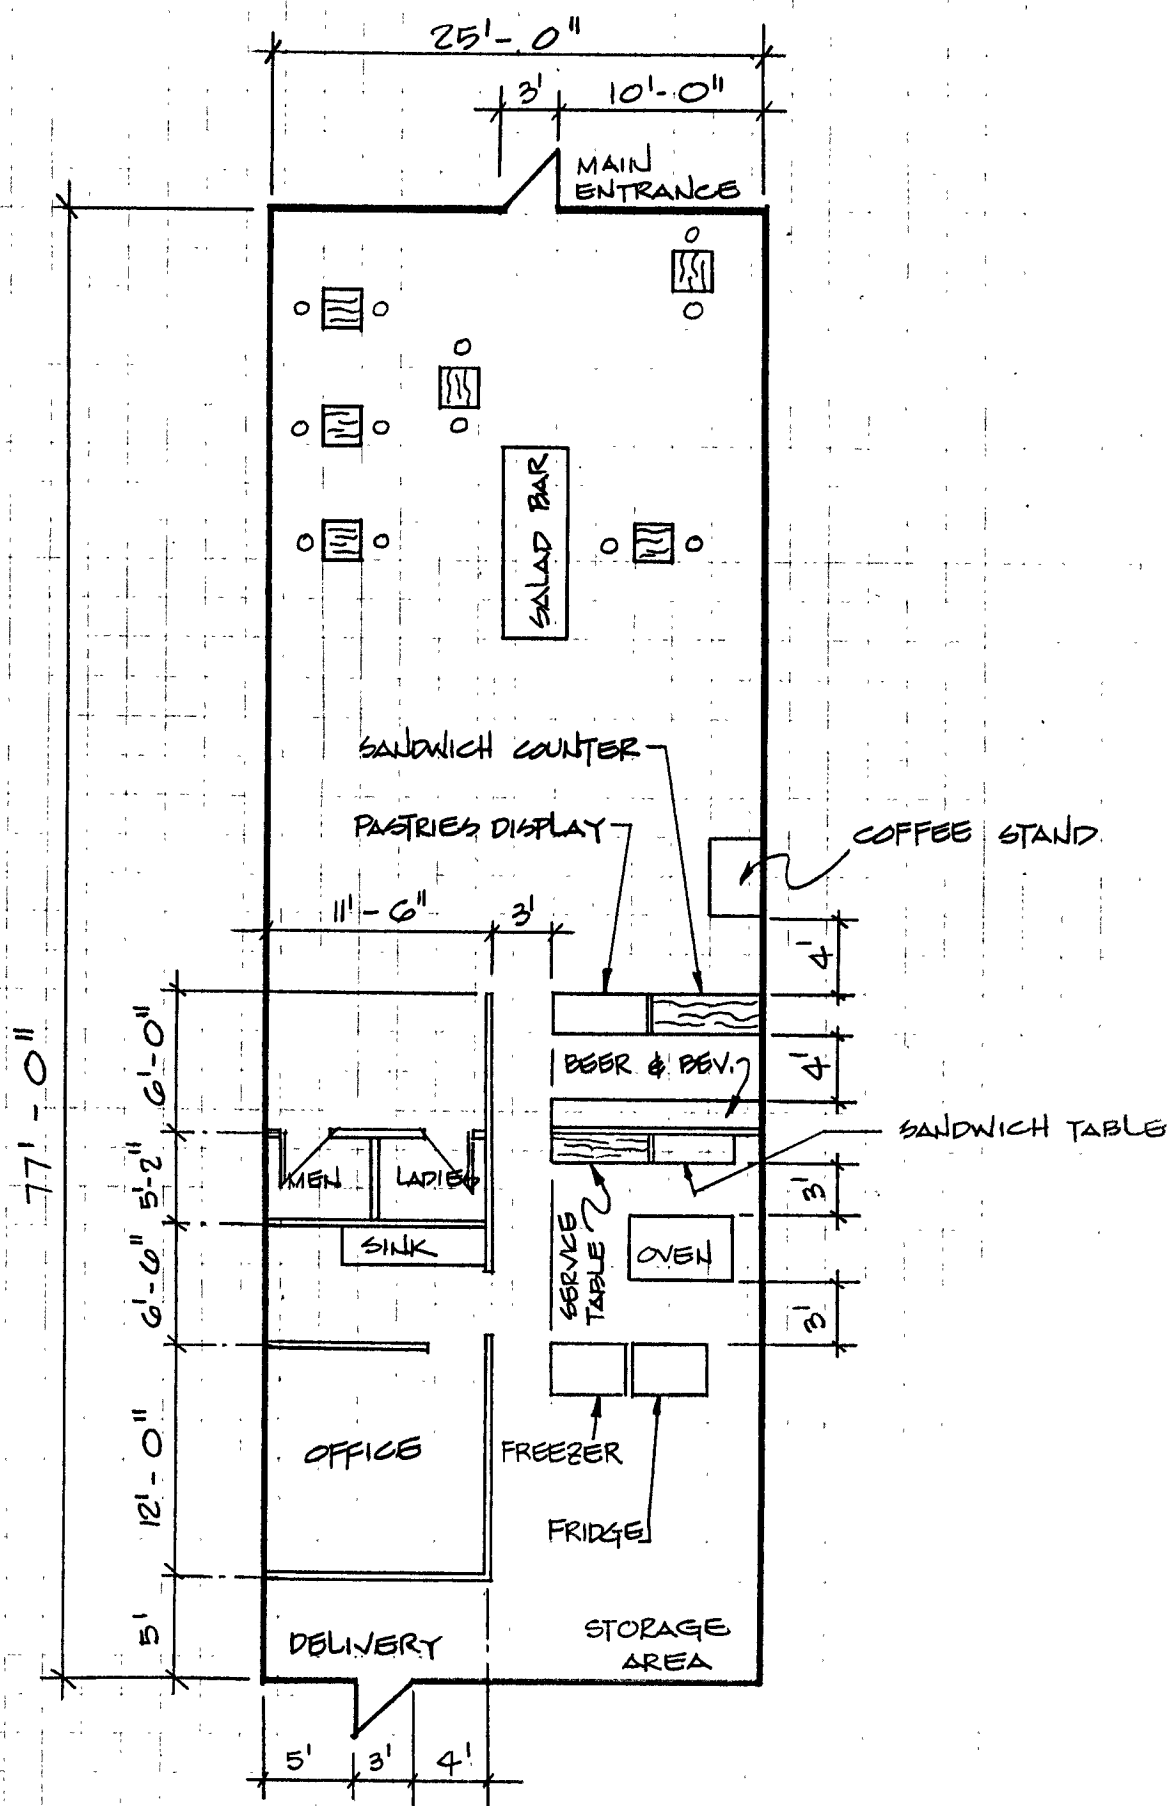 25'-0"
3'
10'-0"
MAIN
ENTRANCE
SALAD BAR
SANDWICH COUNTER
PASTRIES DISPLAY
COFFEE STAND
11'-6"
3'
4'
77'-0"
6'-0"
BEER & BEV.
4'
SANDWICH TABLE
5'-2"
MEN
LADIES
3'
SINK
SERVICE
TABLE
OVEN
6'-6"
3'
12'-0"
OFFICE
FREEZER
FRIDGE
5'
DELIVERY
STORAGE
AREA
5'
3'
4'